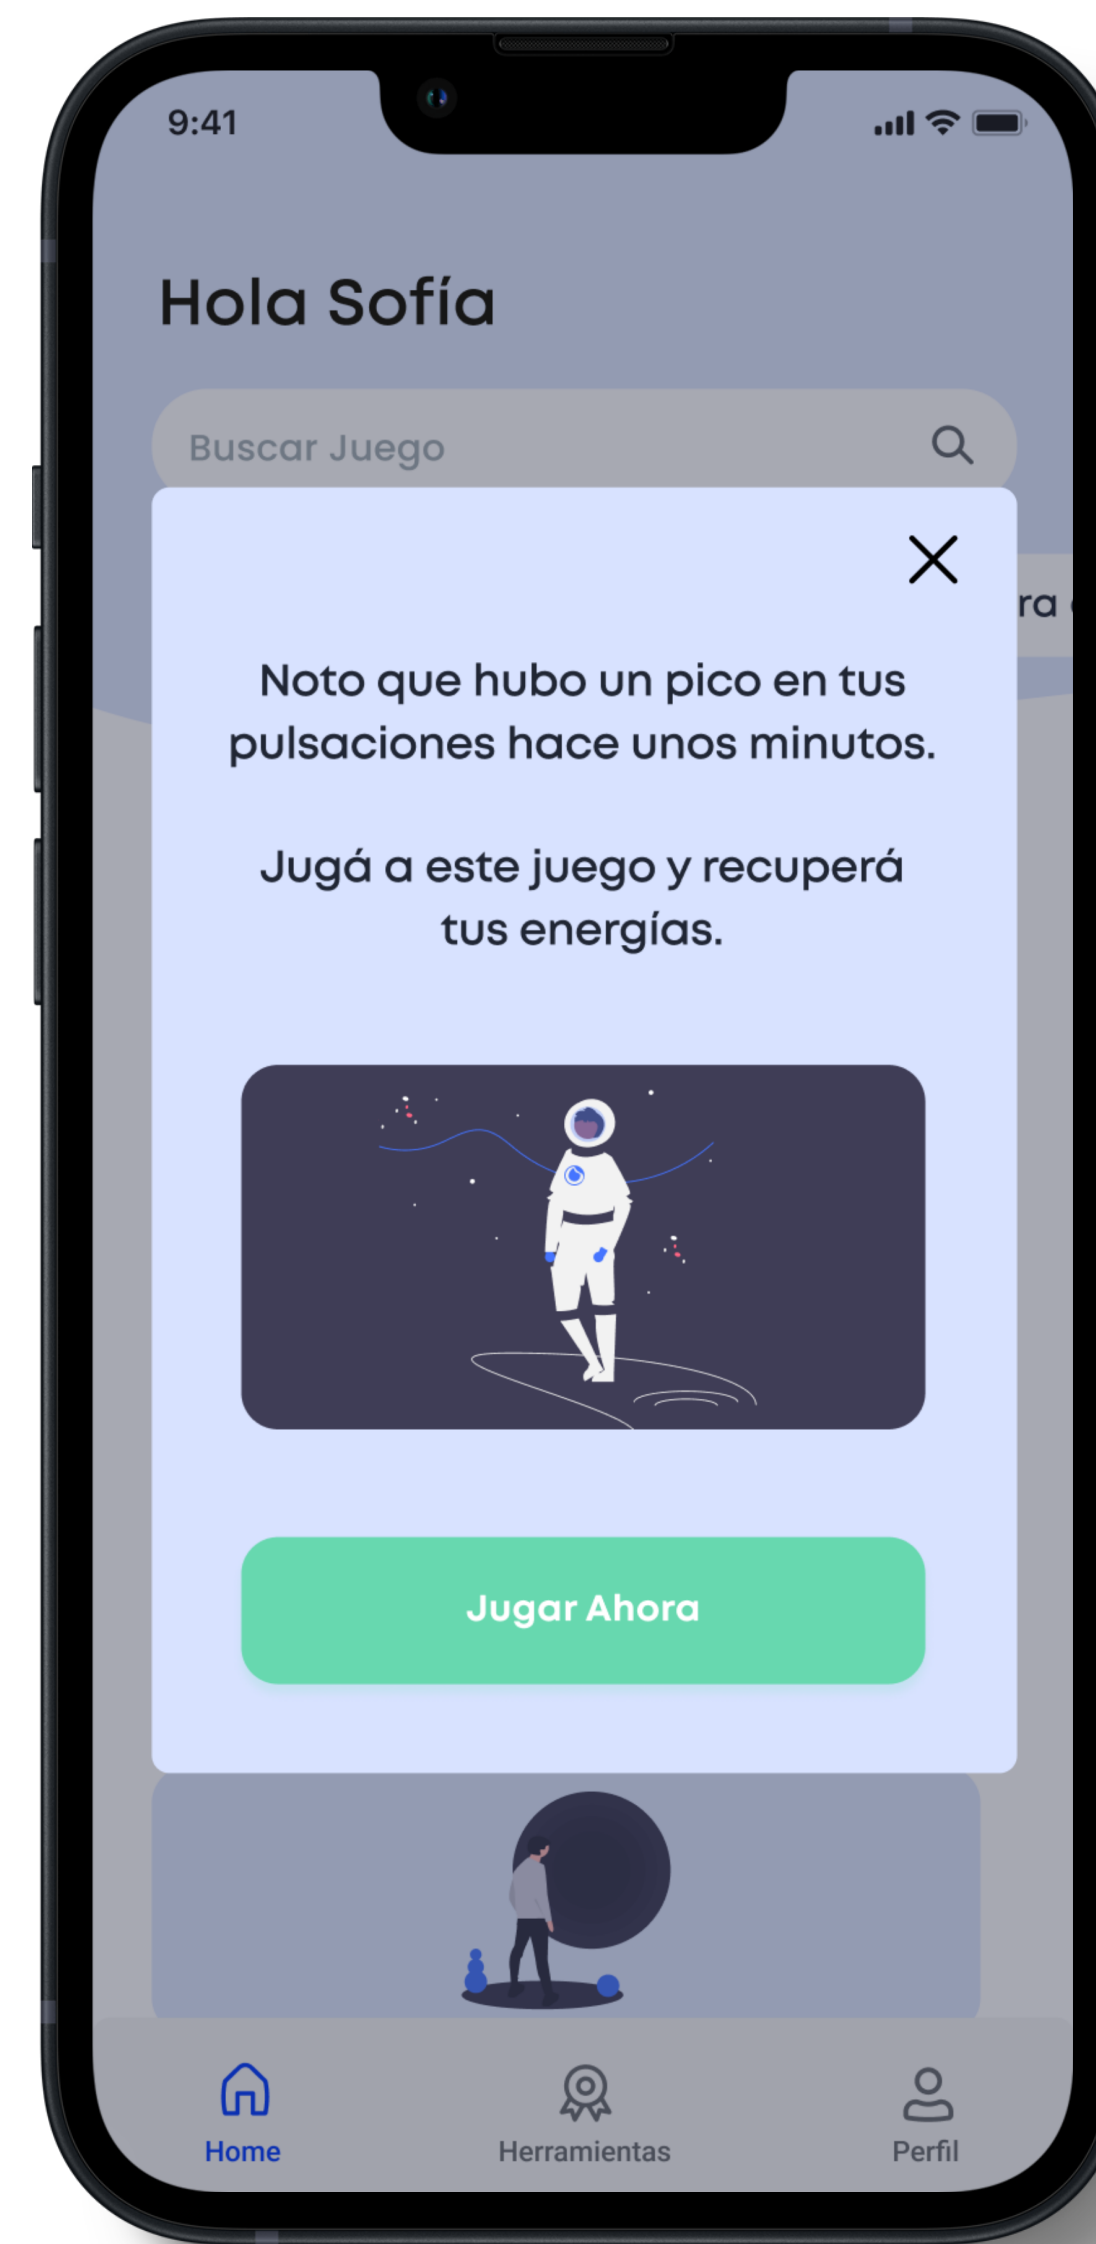 9:41
Hola Sofía
Buscar Juego
ra
Noto que hubo un pico en tus
pulsaciones hace unos minutos.
Jugá a este juego y recuperá
tus energías.
Jugar Ahora
Home
Herramientas
Perfil